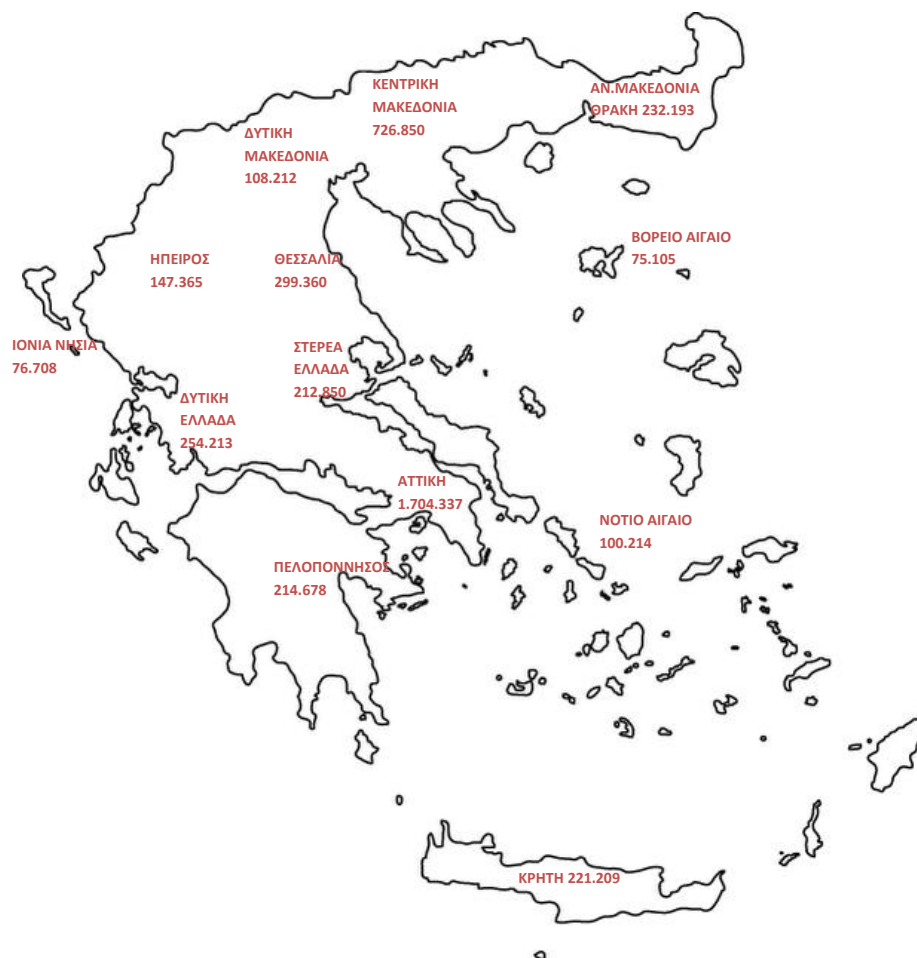 ΚΕΝΤΡΙΚΗ
ΜΑΚΕΔΟΝΙΑ
726.850
ΑΝ.ΜΑΚΕΔΟΝΙΑ
ΘΡΑΚΗ 232.193
ΔΥΤΙΚΗ
ΜΑΚΕΔΟΝΙΑ
108.212
ΒΟΡΕΙΟ ΑΙΓΑΙΟ
75.105
ΗΠΕΙΡΟΣ
147.365
ΘΕΣΣΑΛΙΑ
299.360
ΙΟΝΙΑ ΝΗΣΙΑ
76.708
ΣΤΕΡΕΑ
ΕΛΛΑΔΑ
212.850
ΔΥΤΙΚΗ
ΕΛΛΑΔΑ
254.213
ΑΤΤΙΚΗ
1.704.337
ΝΟΤΙΟ ΑΙΓΑΙΟ
100.214
ΠΕΛΟΠΟΝΝΗΣΟΣ
214.678
ΚΡΗΤΗ 221.209